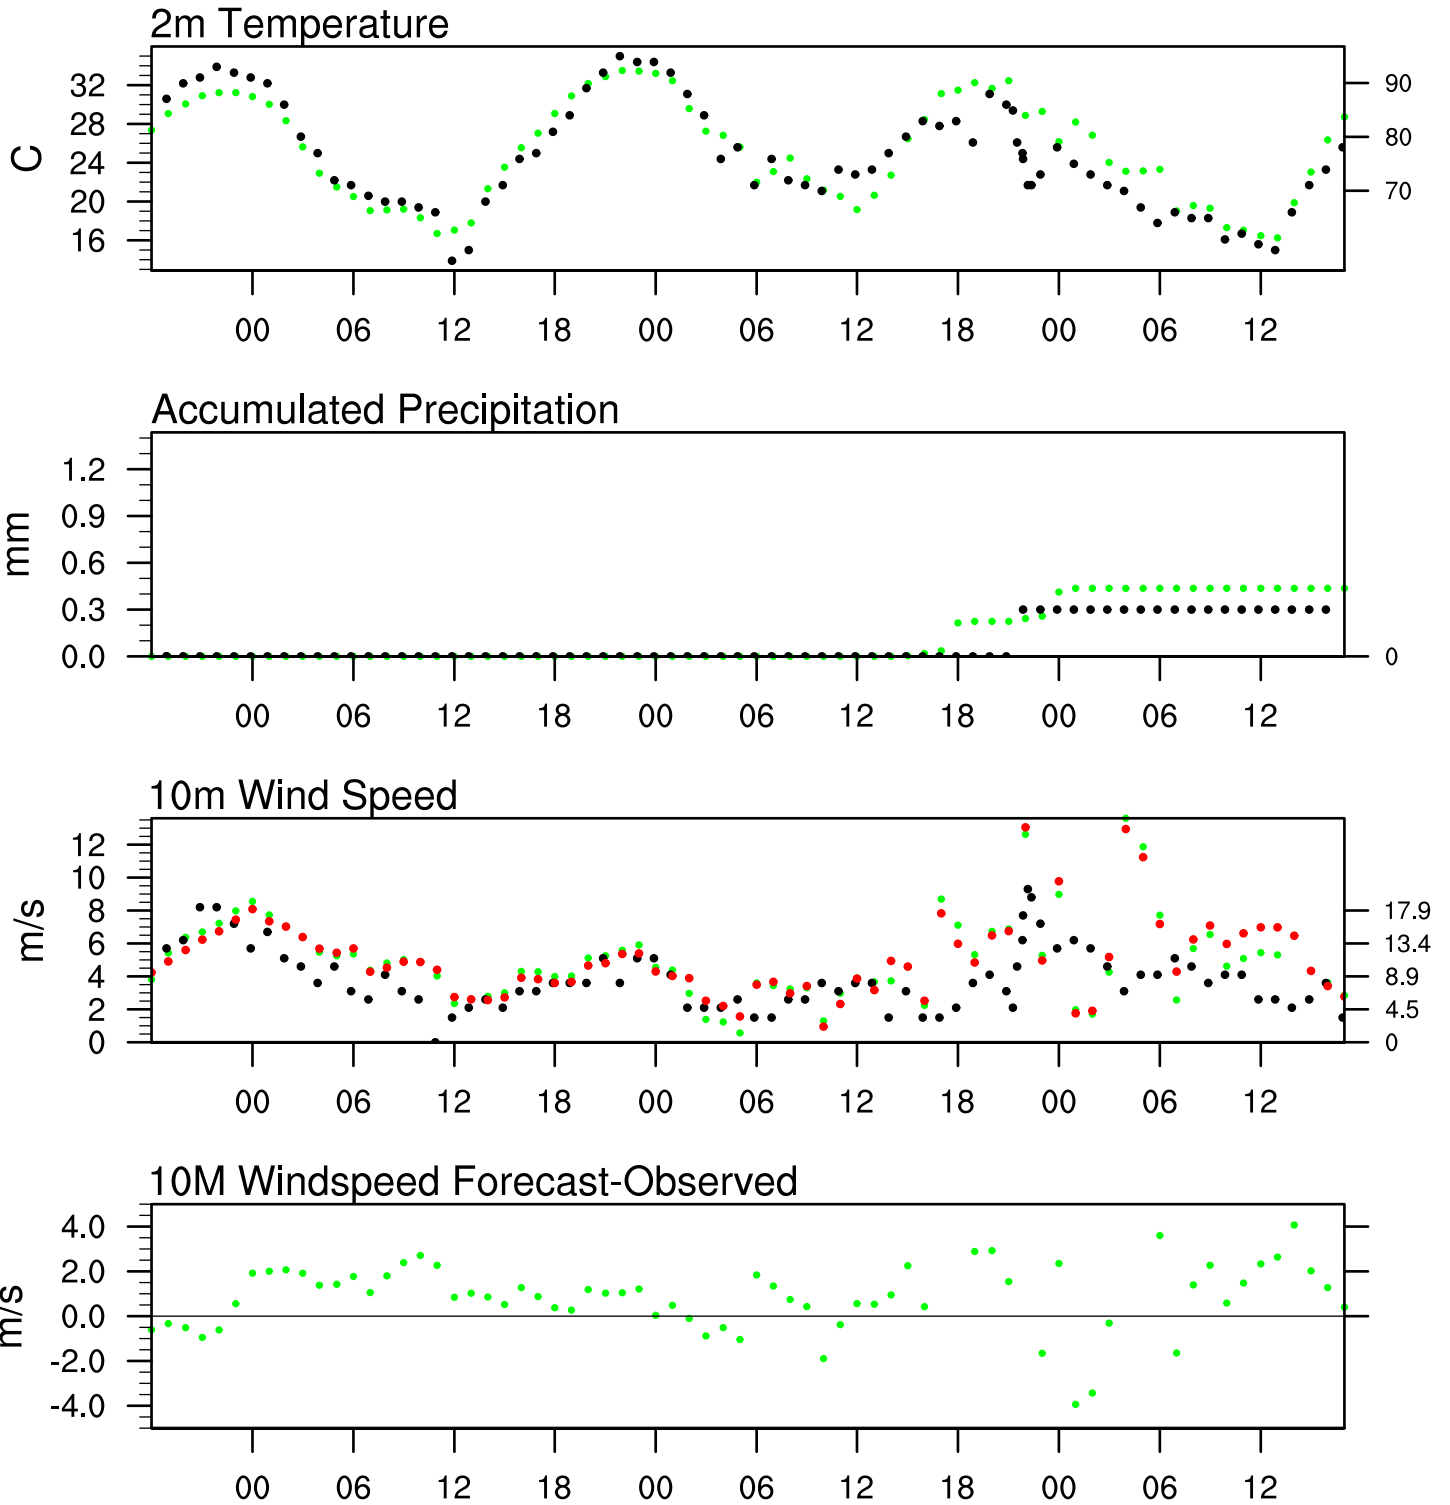 2m Temperature
C
32
28
24
20
16
90
80
70
00 06 12 18 00 06 12 18 00 06 12
Accumulated Precipitation
mm
1.2
0.9
0.6
0.3
0.0
0
00 06 12 18 00 06 12 18 00 06 12
10m Wind Speed
m/s
12
10
8
6
4
2
0
17.9
13.4
8.9
4.5
0
00 06 12 18 00 06 12 18 00 06 12
10M Windspeed Forecast-Observed
m/s
4.0
2.0
0.0
-2.0
-4.0
00 06 12 18 00 06 12 18 00 06 12